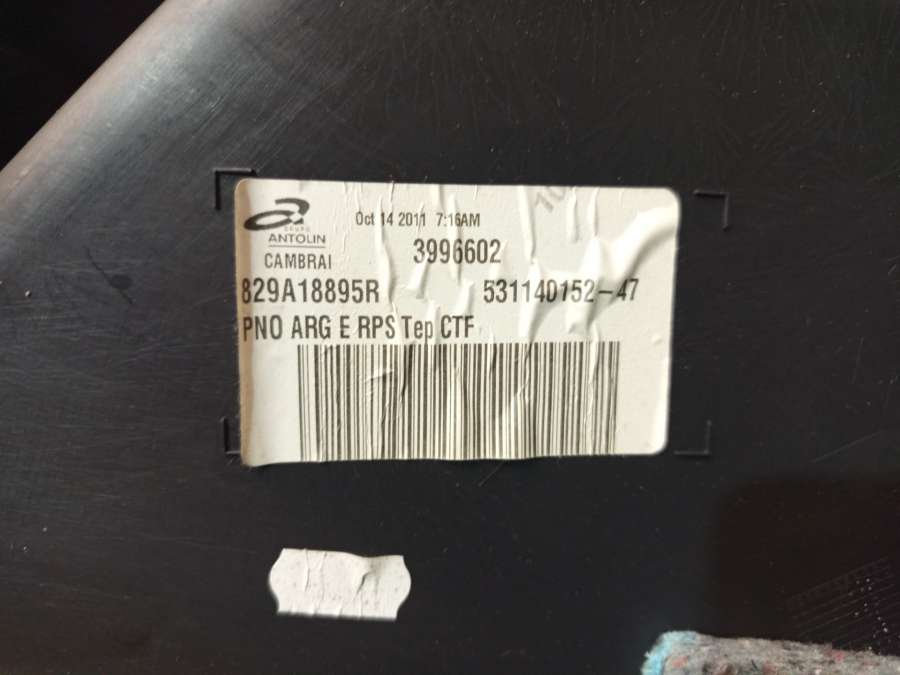 GRUPO
ANTOLIN
Oct 14 2011 7:16AM
CAMBRAI
3996602
829A18895R 531140152-47
PNO ARG E RPS Tep CTF